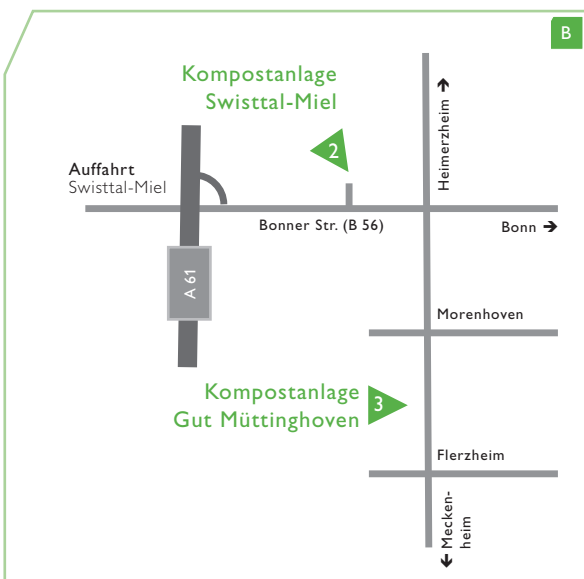 B
Kompostanlage
Swisttal-Miel
Heimerzheim
2
Auffahrt
Swisttal-Miel
Bonner Str. (B 56)
Bonn
A 61
Morenhoven
Kompostanlage
Gut Müttinghoven
3
Flerzheim
Mecken-
heim